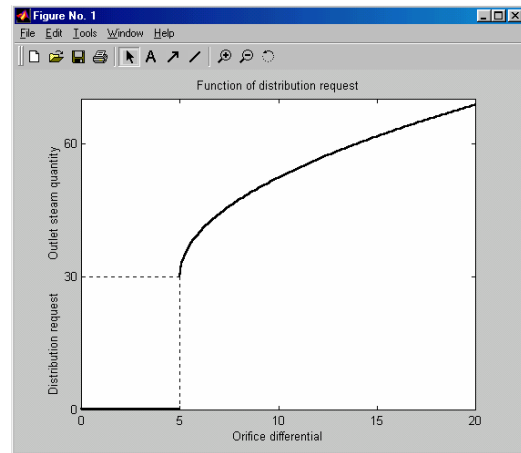 Figure No. 1
File Edit Tools Window Help
A
Function of distribution request
60
30
0
Outlet steam quantity
Distribution request
0 5 10 15 20
Orifice differential